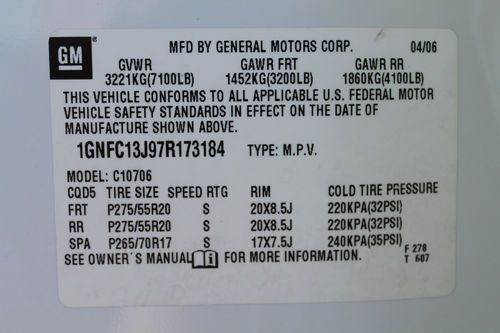 GM
MFD BY GENERAL MOTORS CORP. 04/06
GVWR GAWR FRT GAWR RR
3221KG(7100LB) 1452KG(3200LB) 1860KG(4100LB)
THIS VEHICLE CONFORMS TO ALL APPLICABLE U.S. FEDERAL MOTOR
VEHICLE SAFETY STANDARDS IN EFFECT ON THE DATE OF
MANUFACTURE SHOWN ABOVE.
1GNFC13J97R173184 TYPE: M.P.V.
MODEL: C10706
CQD5 TIRE SIZE SPEED RTG RIM COLD TIRE PRESSURE
FRT P275/55R20 S 20X8.5J 220KPA(32PSI)
RR P275/55R20 S 20X8.5J 220KPA(32PSI)
SPA P265/70R17 S 17X7.5J 240KPA(35PSI)
SEE OWNER'S MANUAL FOR MORE INFORMATION.
F 278
T 607